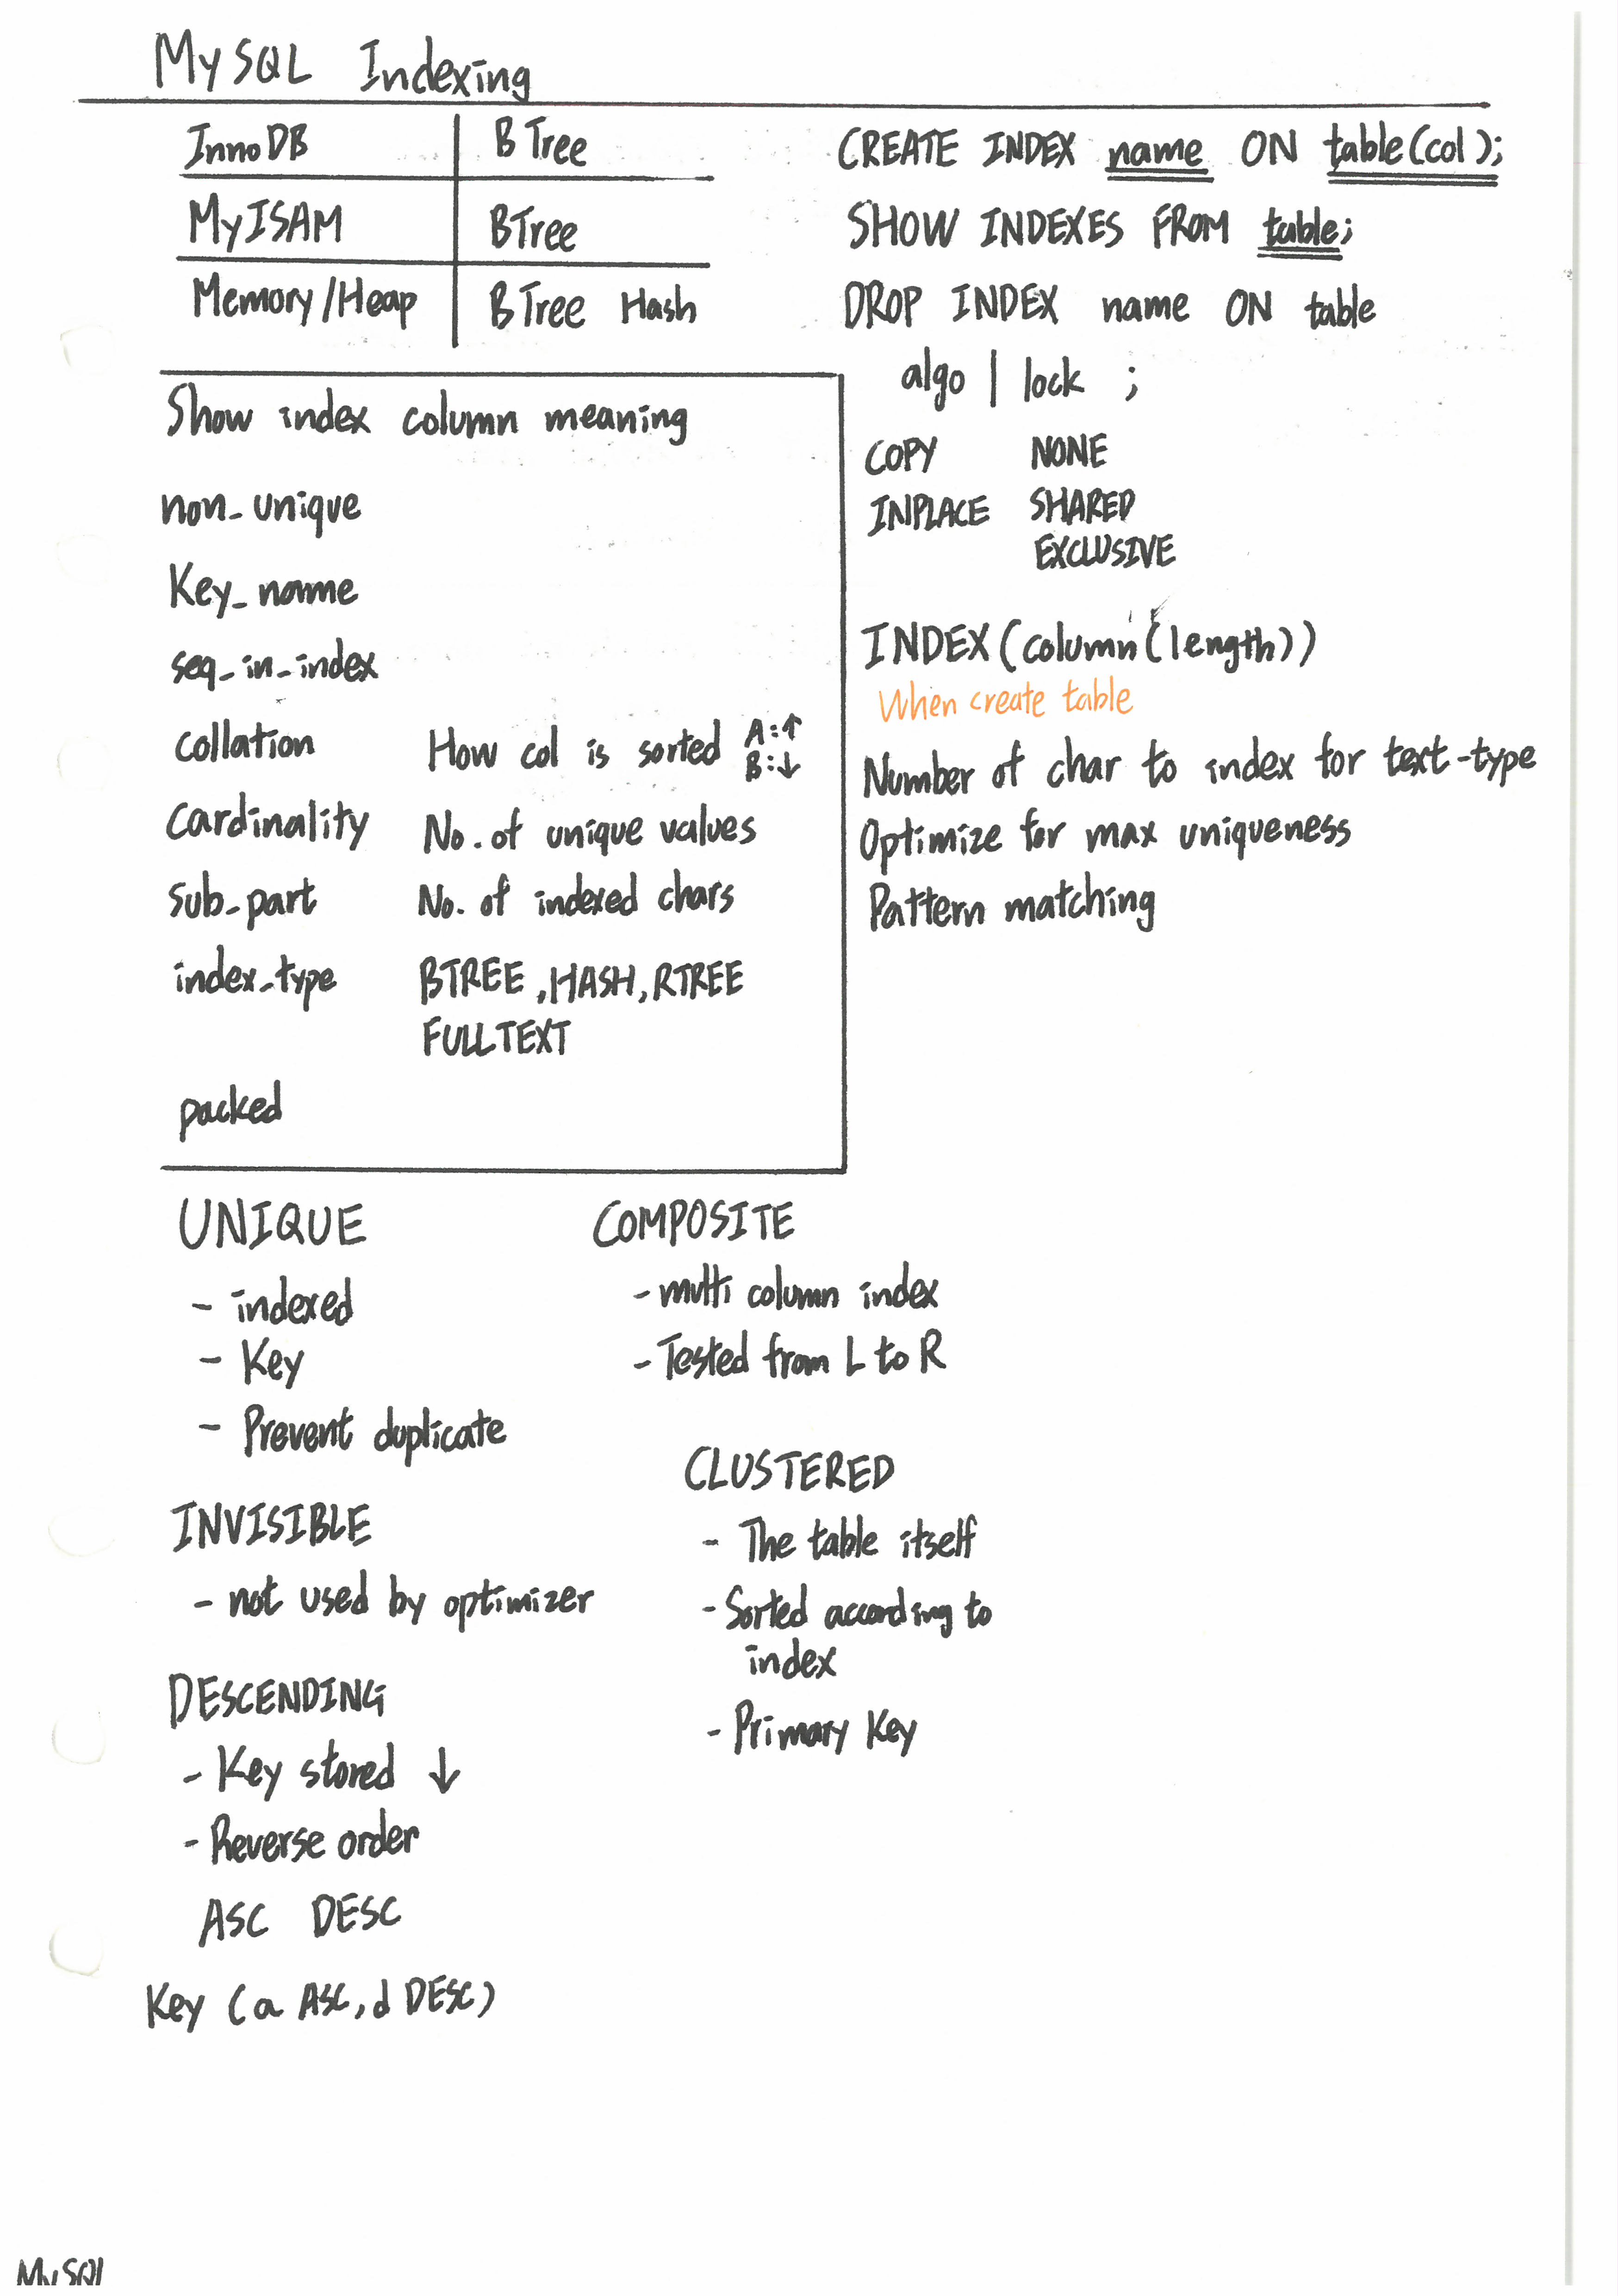 MySQL Indexing
InnoDB BTree
MyISAM BTree
Memory/Heap BTree Hash
CREATE INDEX name ON table(col);
SHOW INDEXES FROM table;
DROP INDEX name ON table
algo | lock ;
COPY NONE
INPLACE SHARED
EXCLUSIVE
INDEX(column(length))
When create table
Number of char to index for text-type
Optimize for max uniqueness
Pattern matching
Show index column meaning
non_unique
Key_name
seq_in_index
collation How col is sorted A:↑
B:↓
Cardinality No. of unique values
Sub_part No. of indexed chars
index_type BTREE, HASH, RTREE
FULLTEXT
packed
UNIQUE
- indexed
- Key
- Prevent duplicate
INVISIBLE
- not used by optimizer
DESCENDING
- Key stored ↓
- Reverse order
ASC DESC
Key (a ASC, d DESC)
COMPOSITE
- multi column index
- Tested from L to R
CLUSTERED
- The table itself
- Sorted according to
index
- Primary Key
MySQL